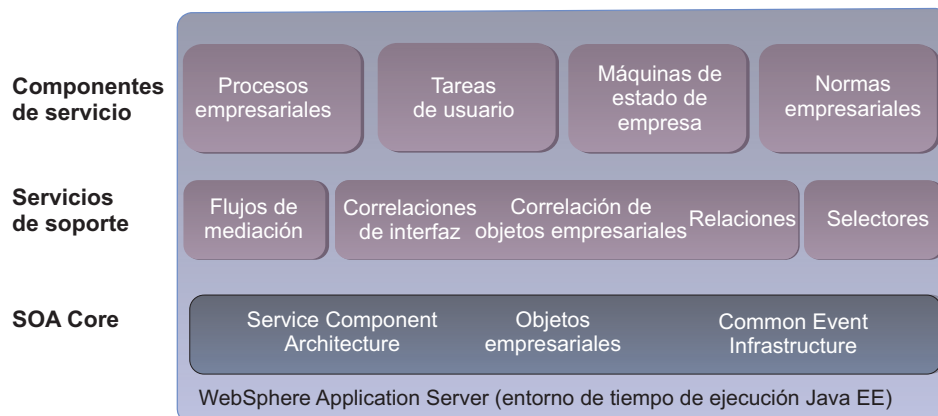 Componentes
de servicio
Procesos
empresariales
Tareas
de usuario
Máquinas de
estado de
empresa
Normas
empresariales
Servicios
de soporte
Flujos de
mediación
Correlaciones
de interfaz
Correlación de
objetos empresariales
Relaciones
Selectores
SOA Core
Service Component
Architecture
Objetos
empresariales
Common Event
Infrastructure
WebSphere Application Server (entorno de tiempo de ejecución Java EE)